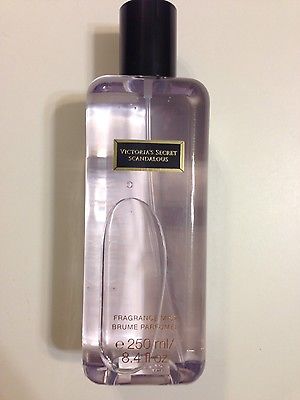 VICTORIA'S SECRET
SCANDALOUS
FRAGRANCE MIST
BRUME PARFUMÉE
e 250 ml/
8.4 fl oz